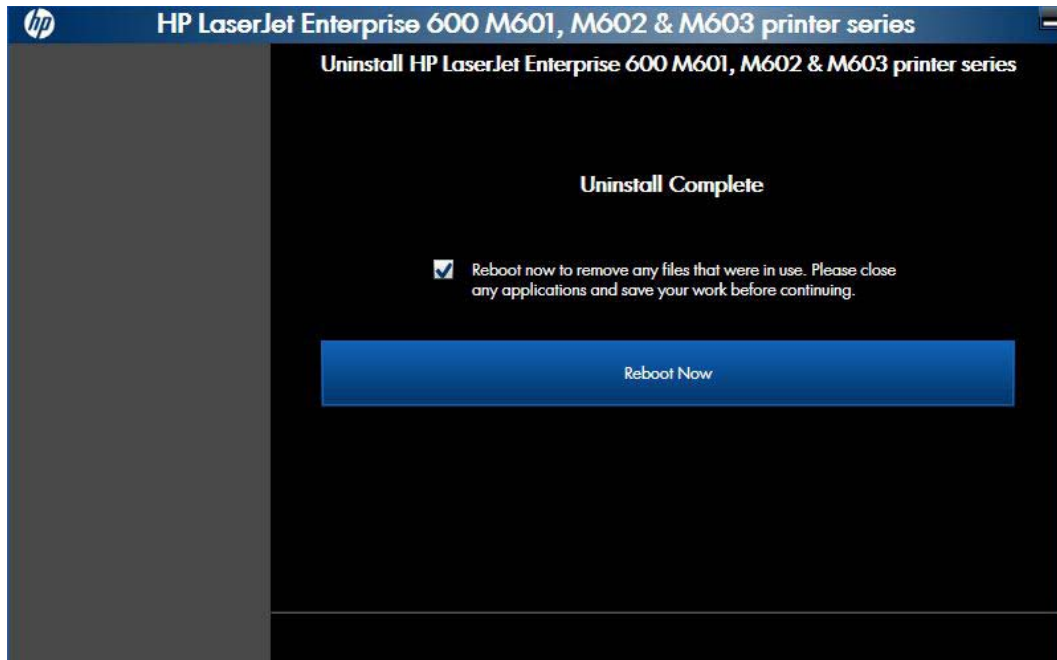 hp
HP LaserJet Enterprise 600 M601, M602 & M603 printer series
Uninstall HP LaserJet Enterprise 600 M601, M602 & M603 printer series
Uninstall Complete
Reboot now to remove any files that were in use. Please close
any applications and save your work before continuing.
Reboot Now